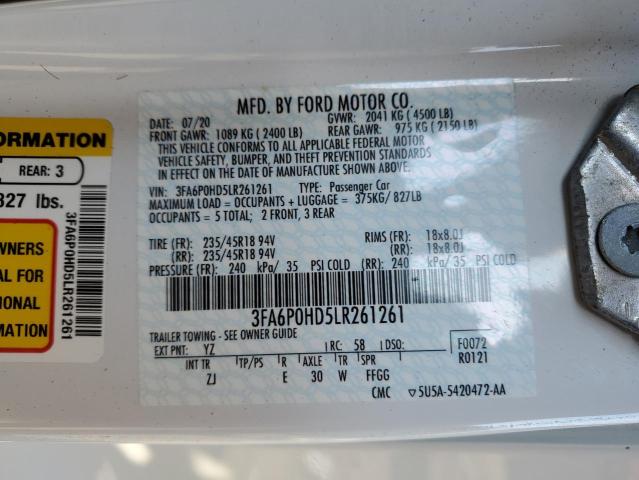 MFD. BY FORD MOTOR CO.
DATE: 07/20 GVWR: 2041 KG (4500 LB)
FRONT GAWR: 1089 KG (2400 LB) REAR GAWR: 975 KG (2150 LB)
THIS VEHICLE CONFORMS TO ALL APPLICABLE FEDERAL MOTOR
VEHICLE SAFETY, BUMPER, AND THEFT PREVENTION STANDARDS
IN EFFECT ON THE DATE OF MANUFACTURE SHOWN ABOVE.
VIN: 3FA6P0HD5LR261261 TYPE: Passenger Car
MAXIMUM LOAD = OCCUPANTS + LUGGAGE = 375KG/ 827LB
OCCUPANTS = 5 TOTAL; 2 FRONT, 3 REAR
TIRE (FR): 235/45R18 94V RIMS (FR): 18x8.0J
(RR): 235/45R18 94V (RR): 18x8.0J
PRESSURE (FR): 240 kPa/ 35 PSI COLD (RR): 240 kPa/ 35 PSI COLD
3FA6P0HD5LR261261
TRAILER TOWING - SEE OWNER GUIDE
EXT PNT: YZ RC: 58 DSO: F0072
R0121
INT TR TP/PS R AXLE TR SPR
ZJ E 30 W FFGG
CMC ▽5U5A-5420472-AA
ORMATION
REAR: 3
827 lbs.
WNERS
AL FOR
TIONAL
MATION
3FA6P0HD5LR261261